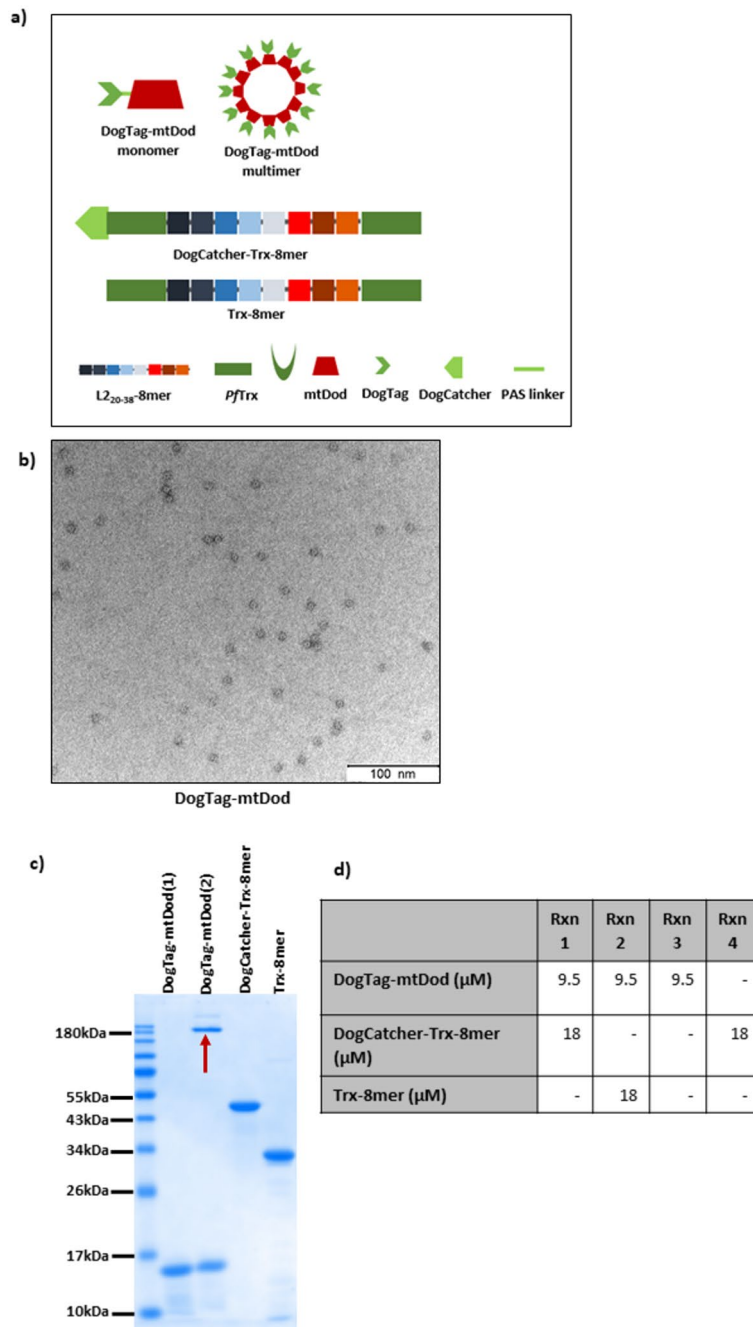 a)
DogTag-mtDod
monomer
DogTag-mtDod
multimer
DogCatcher-Trx-8mer
Trx-8mer
L2₂₀₋₃₈-8mer
PfTrx
mtDod
DogTag
DogCatcher
PAS linker
b)
100 nm
DogTag-mtDod
c)
DogTag-mtDod(1)
DogTag-mtDod(2)
DogCatcher-Trx-8mer
Trx-8mer
180kDa
55kDa
43kDa
34kDa
26kDa
17kDa
10kDa
d)
Rxn 1 Rxn 2 Rxn 3 Rxn 4
DogTag-mtDod (µM) 9.5 9.5 9.5 -
DogCatcher-Trx-8mer (µM) 18 - - 18
Trx-8mer (µM) - 18 - -